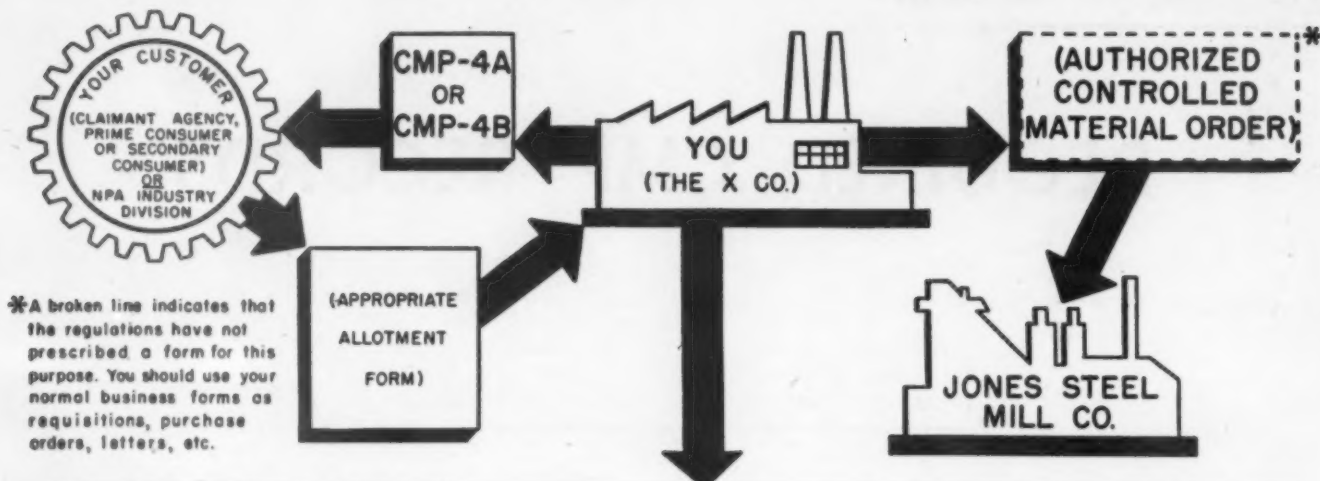 YOUR CUSTOMER
(CLAIMANT AGENCY,
PRIME CONSUMER
OR SECONDARY
CONSUMER)
OR
NPA INDUSTRY
DIVISION
CMP-4A
OR
CMP-4B
YOU
(THE X CO.)
(AUTHORIZED
CONTROLLED
MATERIAL ORDER)
*
(APPROPRIATE
ALLOTMENT
FORM)
JONES STEEL
MILL CO.
*A broken line indicates that
the regulations have not
prescribed a form for this
purpose. You should use your
normal business forms as
requisitions, purchase
orders, letters, etc.